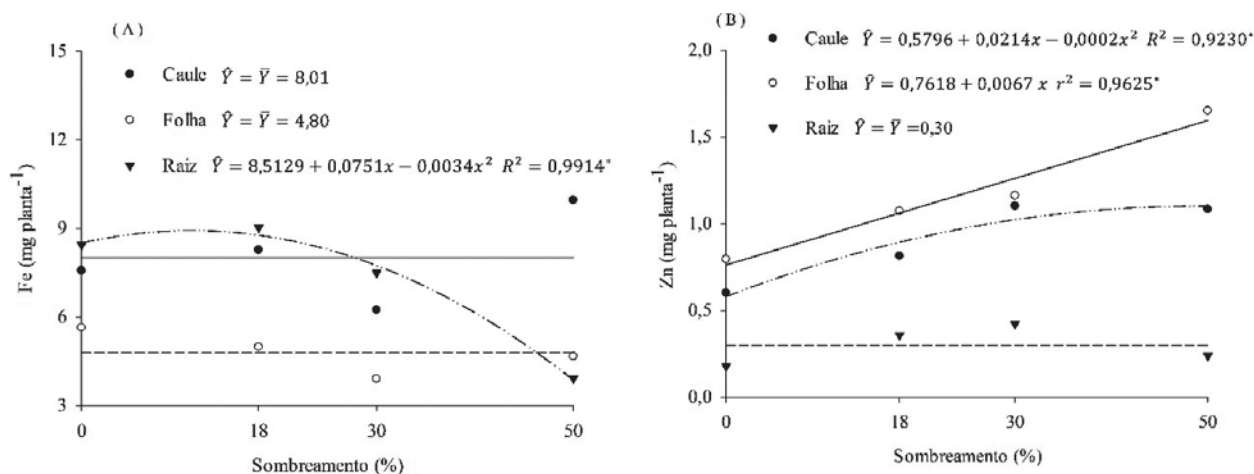 (A)
15
12
9
6
3
Fe (mg planta⁻¹)
● Caule Ŷ = Ȳ = 8,01
○ Folha Ŷ = Ȳ = 4,80
▼ Raiz Ŷ = 8,5129 + 0,0751x − 0,0034x² R² = 0,9914*
0 18 30 50
Sombreamento (%)
(B)
2,0
1,5
1,0
0,5
0,0
Zn (mg planta⁻¹)
● Caule Ŷ = 0,5796 + 0,0214x − 0,0002x² R² = 0,9230*
○ Folha Ŷ = 0,7618 + 0,0067 x r² = 0,9625*
▼ Raiz Ŷ = Ȳ =0,30
0 18 30 50
Sombreamento (%)